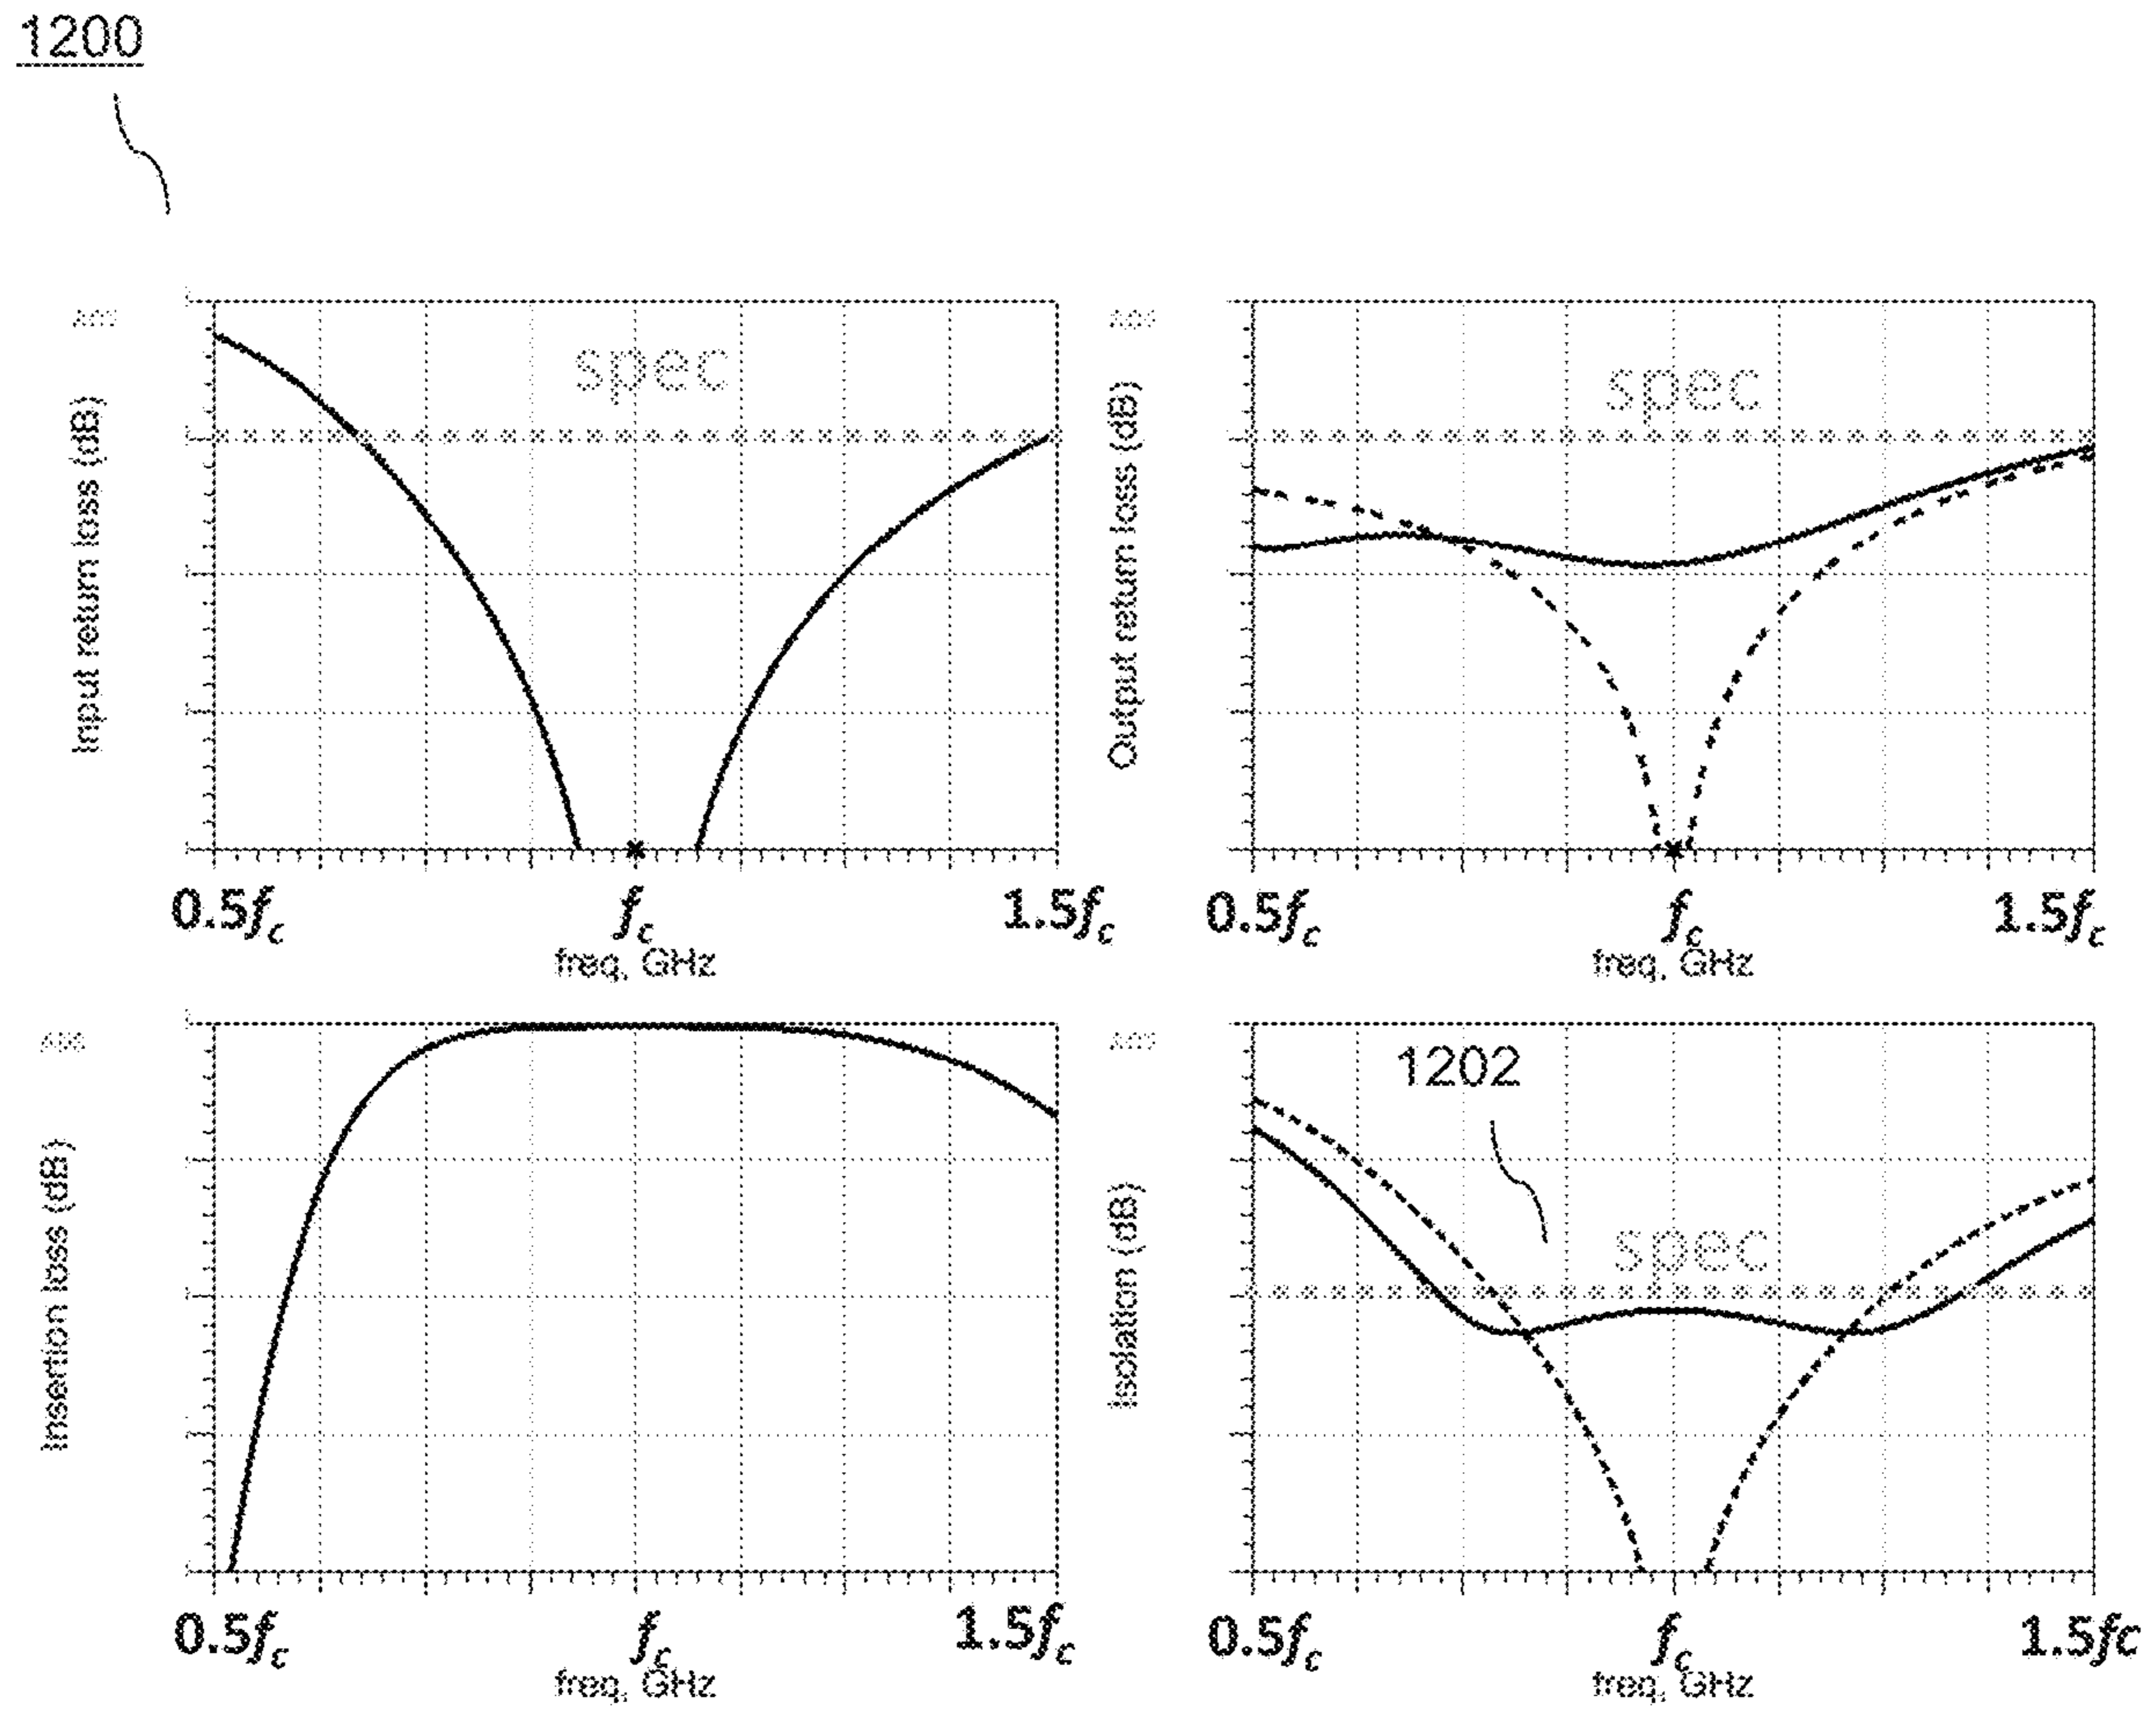 1200
Input return loss (dB)
spec
0.5fc fc 1.5fc
freq, GHz
Output return loss (dB)
spec
0.5fc fc 1.5fc
freq, GHz
Insertion loss (dB)
0.5fc fc 1.5fc
freq, GHz
Isolation (dB)
1202
spec
0.5fc fc 1.5fc
freq, GHz